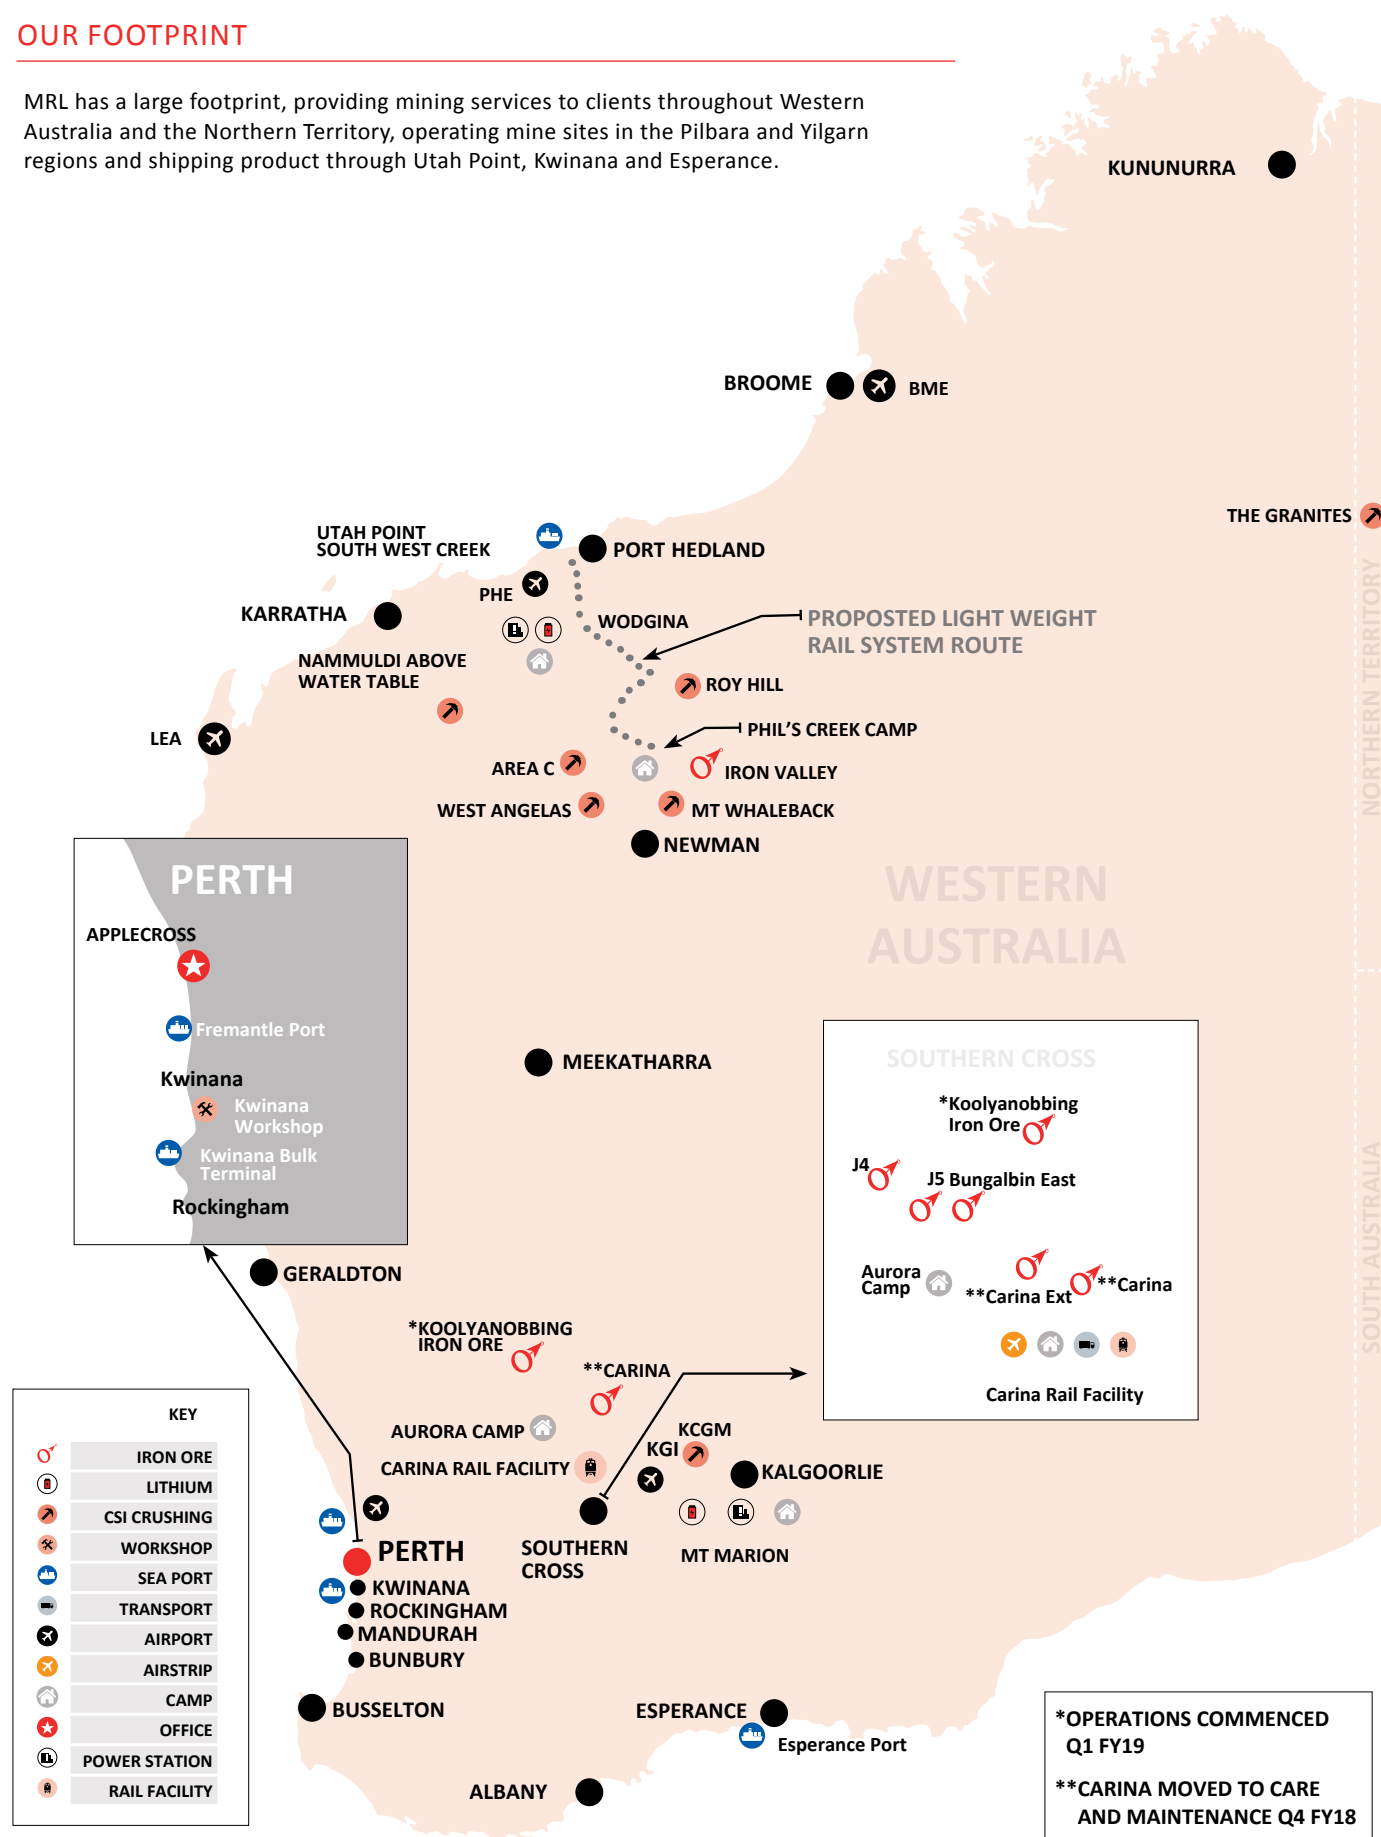 OUR FOOTPRINT
MRL has a large footprint, providing mining services to clients throughout Western
Australia and the Northern Territory, operating mine sites in the Pilbara and Yilgarn
regions and shipping product through Utah Point, Kwinana and Esperance.
KUNUNURRA
BROOME
BME
THE GRANITES
UTAH POINT
SOUTH WEST CREEK
PORT HEDLAND
PHE
KARRATHA
WODGINA
PROPOSTED LIGHT WEIGHT
RAIL SYSTEM ROUTE
NAMMULDI ABOVE
WATER TABLE
ROY HILL
LEA
PHIL'S CREEK CAMP
AREA C
IRON VALLEY
WEST ANGELAS
MT WHALEBACK
NEWMAN
NORTHERN TERRITORY
WESTERN
AUSTRALIA
SOUTH AUSTRALIA
PERTH
APPLECROSS
Fremantle Port
Kwinana
Kwinana
Workshop
Kwinana Bulk
Terminal
Rockingham
MEEKATHARRA
SOUTHERN CROSS
*Koolyanobbing
Iron Ore
J4
J5 Bungalbin East
Aurora
Camp
**Carina Ext
**Carina
Carina Rail Facility
GERALDTON
*KOOLYANOBBING
IRON ORE
**CARINA
AURORA CAMP
KCGM
KGI
CARINA RAIL FACILITY
KALGOORLIE
PERTH
SOUTHERN
CROSS
MT MARION
KWINANA
ROCKINGHAM
MANDURAH
BUNBURY
BUSSELTON
ESPERANCE
Esperance Port
ALBANY
KEY
IRON ORE
LITHIUM
CSI CRUSHING
WORKSHOP
SEA PORT
TRANSPORT
AIRPORT
AIRSTRIP
CAMP
OFFICE
POWER STATION
RAIL FACILITY
*OPERATIONS COMMENCED
Q1 FY19
**CARINA MOVED TO CARE
AND MAINTENANCE Q4 FY18